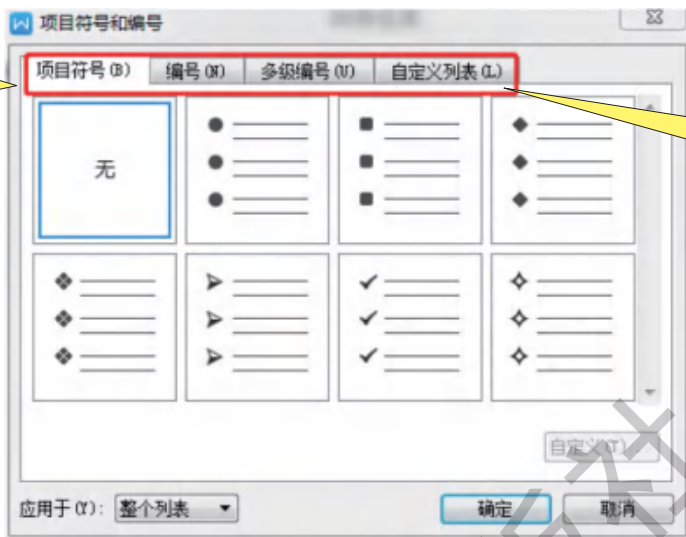 项目符号和编号
项目符号(B) 编号(N) 多级编号(U) 自定义列表(L)
无
自定义(T)...
应用于(Y): 整个列表 确定 取消